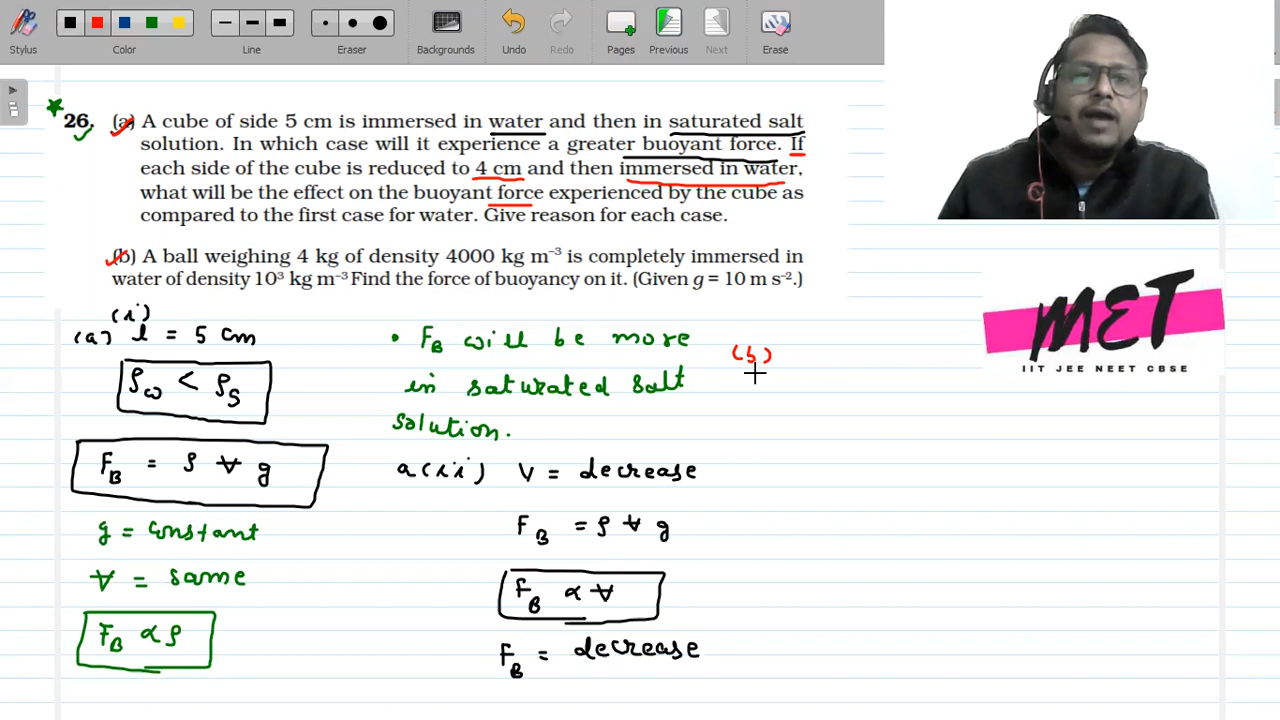 Stylus
Color
Line
Eraser
Backgrounds
Undo
Redo
Pages
Previous
Next
Erase
26. (a) A cube of side 5 cm is immersed in water and then in saturated salt
solution. In which case will it experience a greater buoyant force. If
each side of the cube is reduced to 4 cm and then immersed in water,
what will be the effect on the buoyant force experienced by the cube as
compared to the first case for water. Give reason for each case.
(b) A ball weighing 4 kg of density 4000 kg m⁻³ is completely immersed in
water of density 10³ kg m⁻³ Find the force of buoyancy on it. (Given g = 10 m s⁻².)
(i)
(a) l = 5 cm
ρw < ρs
FB = ρ V g
g = constant
V = same
FB ∝ ρ
• FB will be more
in saturated salt
solution.
a(ii) V = decrease
FB = ρ V g
FB ∝ V
FB = decrease
(b)
MET
IIT JEE NEET CBSE